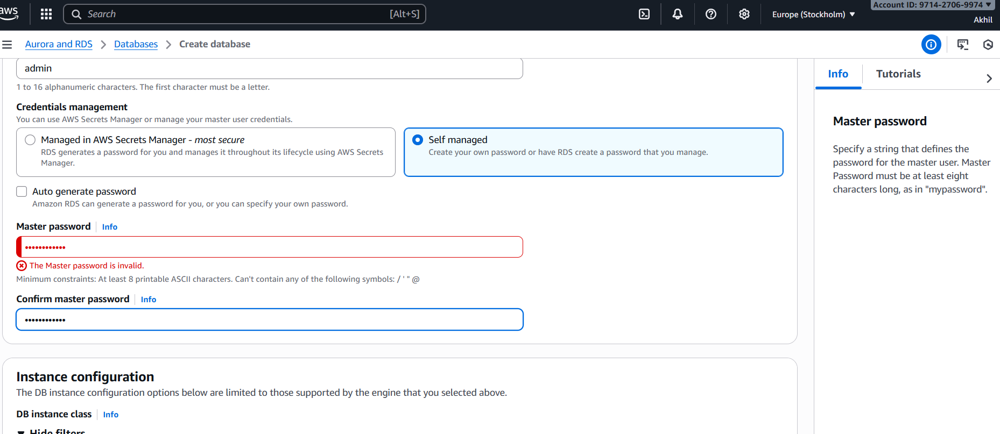 aws
Search [Alt+S]
Europe (Stockholm) ▼
Account ID: 9714-2706-9974 ▼
Akhil
Aurora and RDS > Databases > Create database
admin
1 to 16 alphanumeric characters. The first character must be a letter.
Credentials management
You can use AWS Secrets Manager or manage your master user credentials.
Managed in AWS Secrets Manager - most secure
RDS generates a password for you and manages it throughout its lifecycle using AWS Secrets
Manager.
Self managed
Create your own password or have RDS create a password that you manage.
Auto generate password
Amazon RDS can generate a password for you, or you can specify your own password.
Master password Info
••••••••••••
The Master password is invalid.
Minimum constraints: At least 8 printable ASCII characters. Can't contain any of the following symbols: / ' " @
Confirm master password Info
••••••••••••
Instance configuration
The DB instance configuration options below are limited to those supported by the engine that you selected above.
DB instance class Info
▼ Hide filters
Info Tutorials
Master password
Specify a string that defines the
password for the master user. Master
Password must be at least eight
characters long, as in "mypassword".